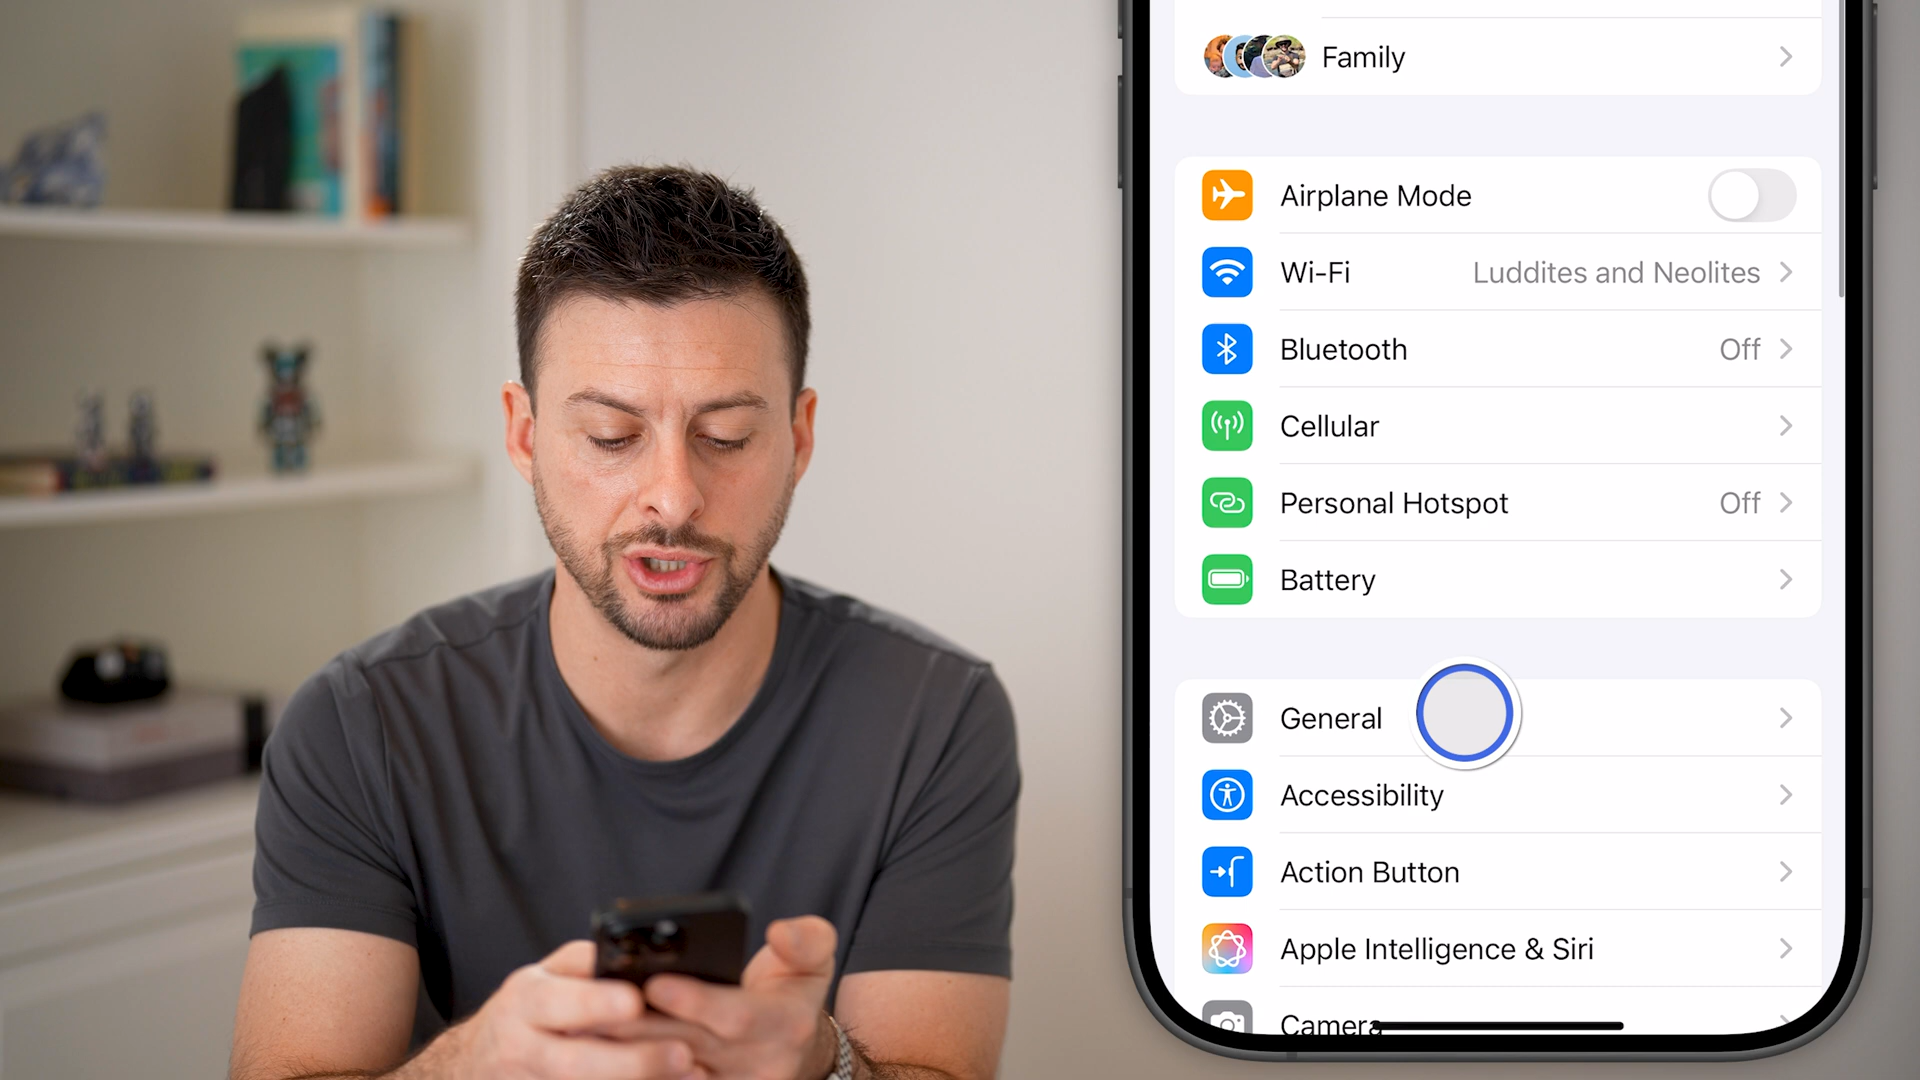 Family
Airplane Mode
Wi-Fi Luddites and Neolites
Bluetooth Off
Cellular
Personal Hotspot Off
Battery
General
Accessibility
Action Button
Apple Intelligence & Siri
Camera